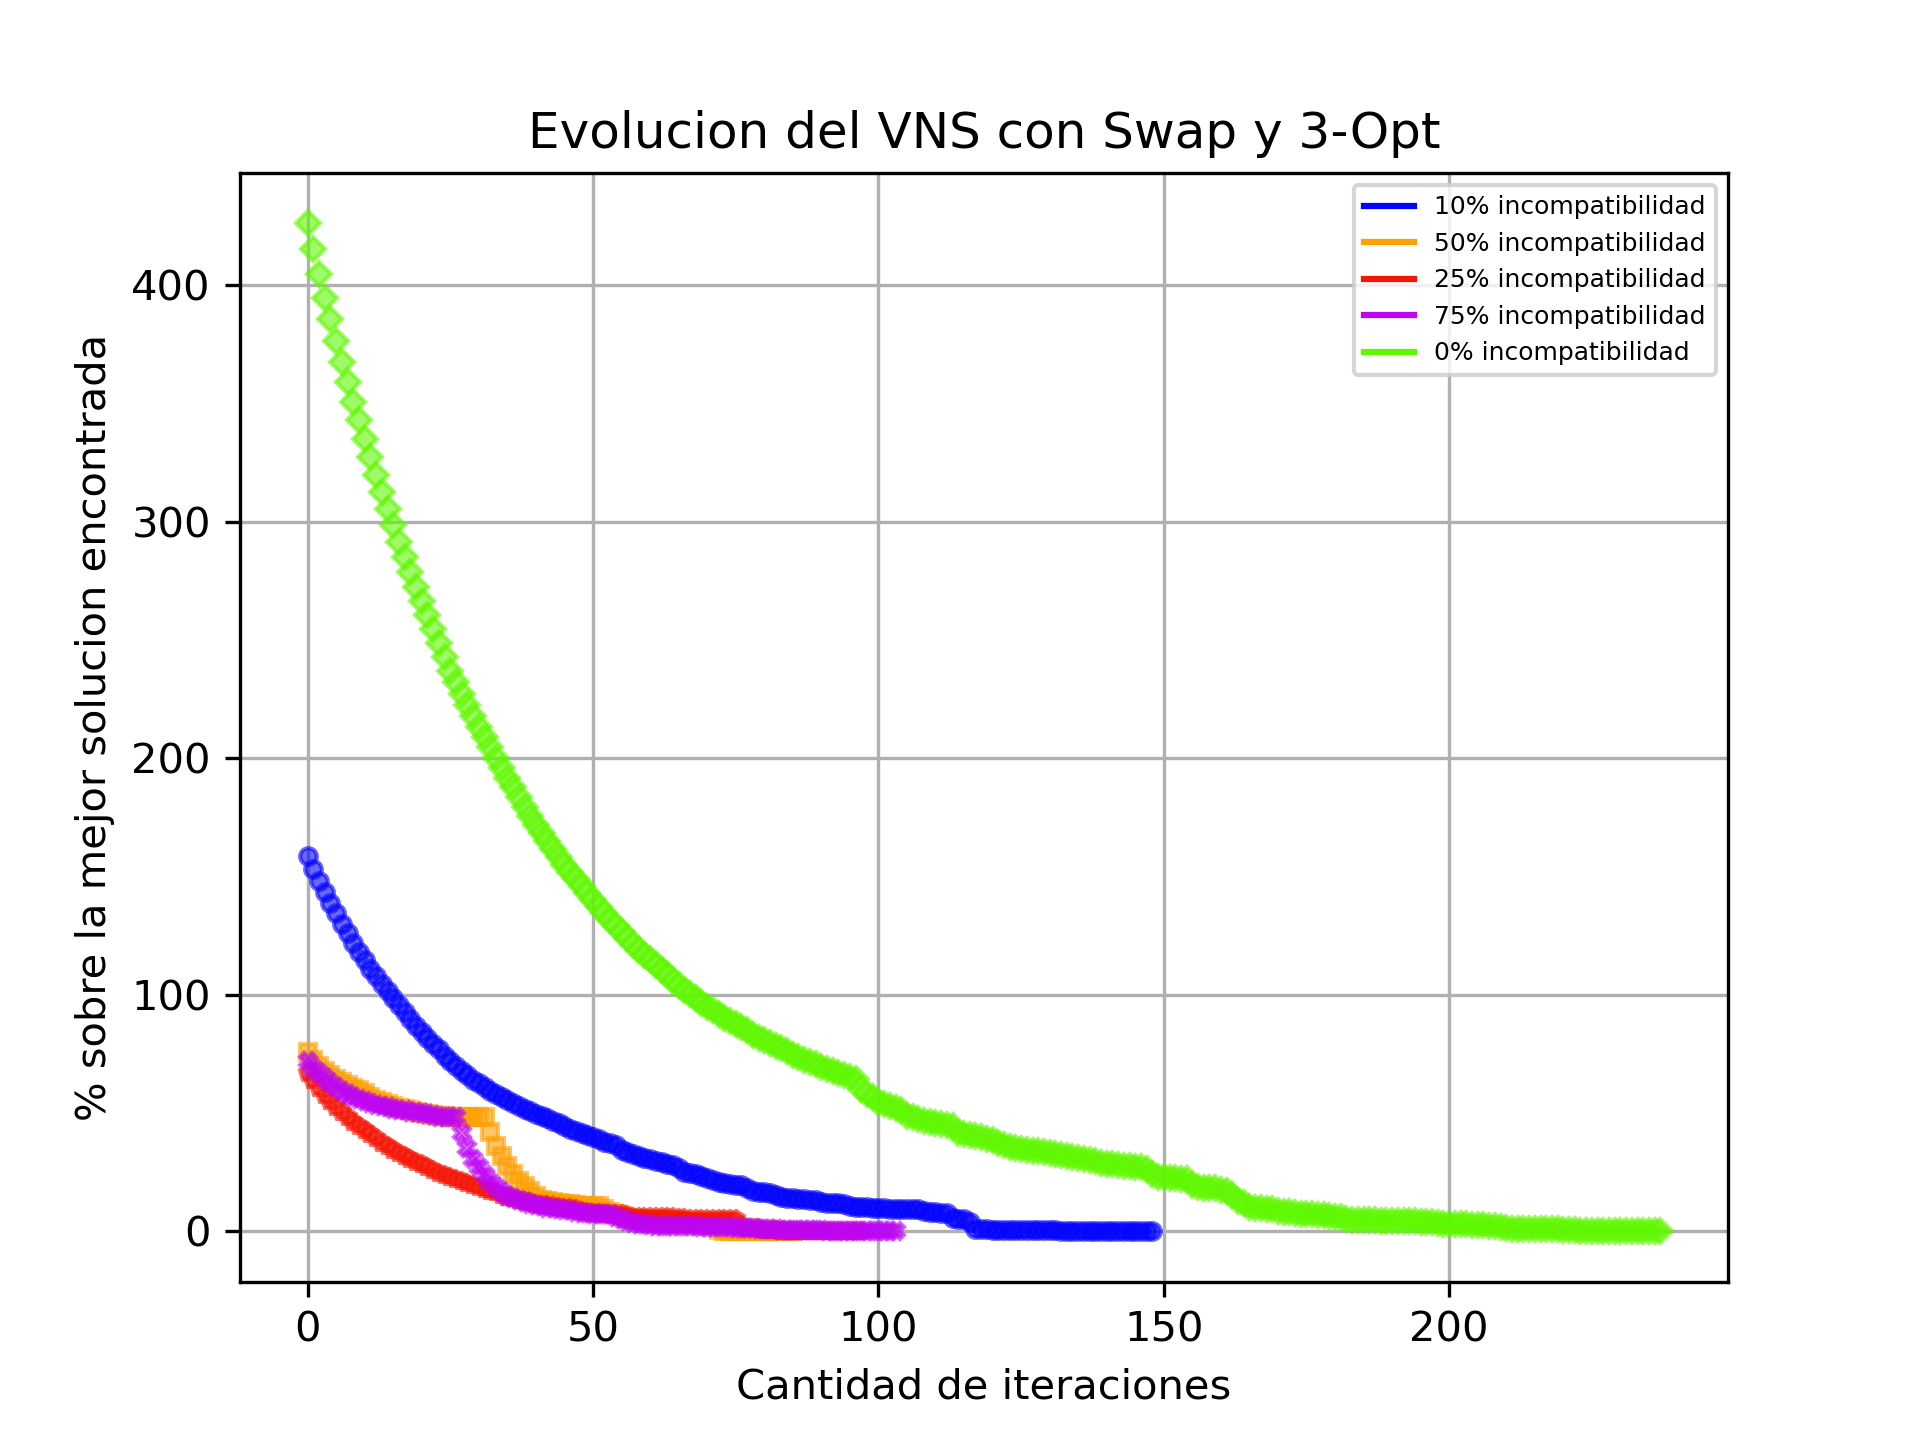 Evolucion del VNS con Swap y 3-Opt
10% incompatibilidad
50% incompatibilidad
25% incompatibilidad
75% incompatibilidad
0% incompatibilidad
% sobre la mejor solucion encontrada
400
300
200
100
0
0 50 100 150 200
Cantidad de iteraciones